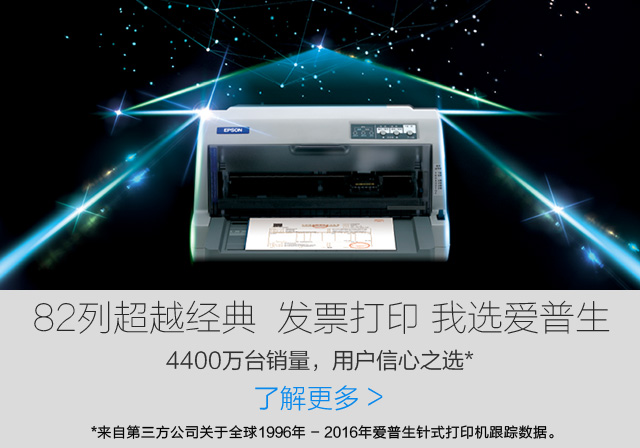 EPSON
82列超越经典 发票打印 我选爱普生
4400万台销量，用户信心之选*
了解更多 >
*来自第三方公司关于全球1996年 – 2016年爱普生针式打印机跟踪数据。